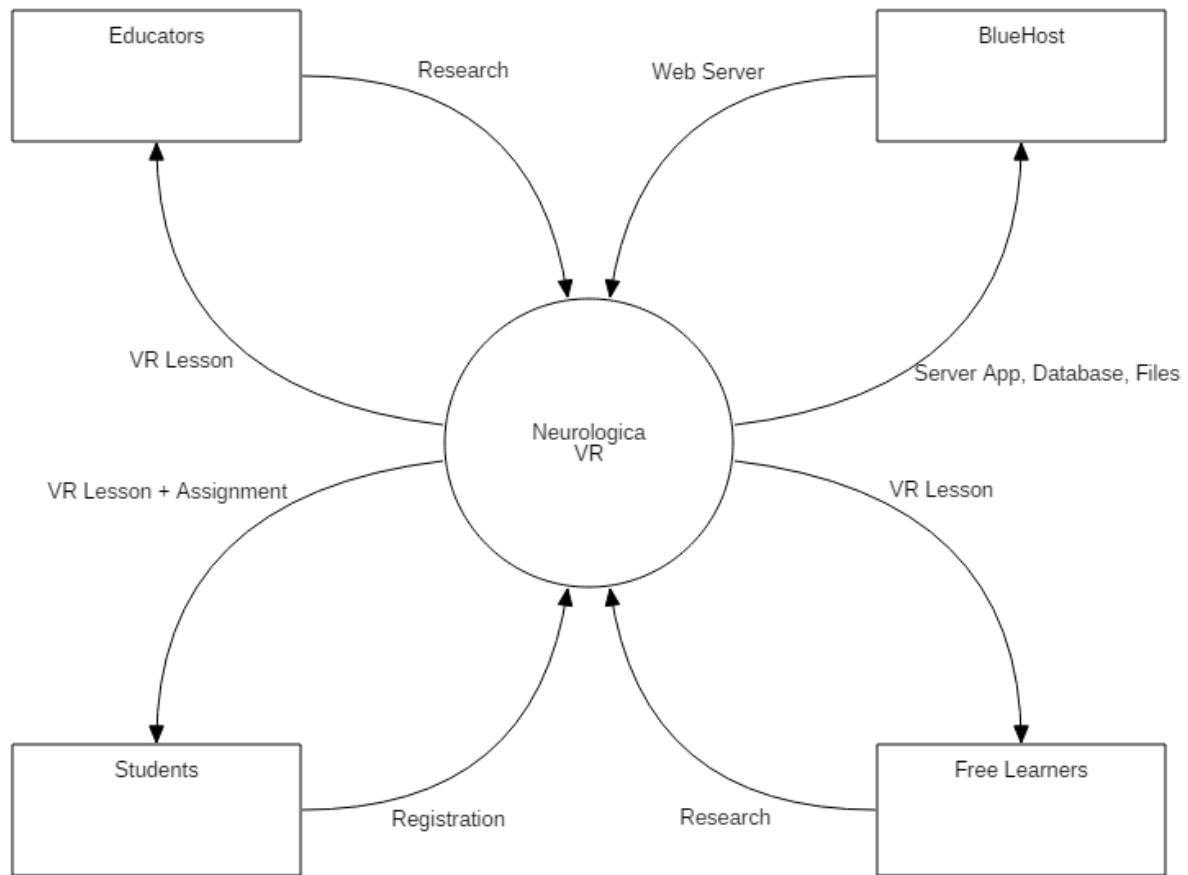 Educators
BlueHost
Research
Web Server
VR Lesson
Server App, Database, Files
Neurologica
VR
VR Lesson + Assignment
VR Lesson
Students
Free Learners
Registration
Research